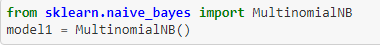 from sklearn.naive_bayes import MultinomialNB
model1 = MultinomialNB()